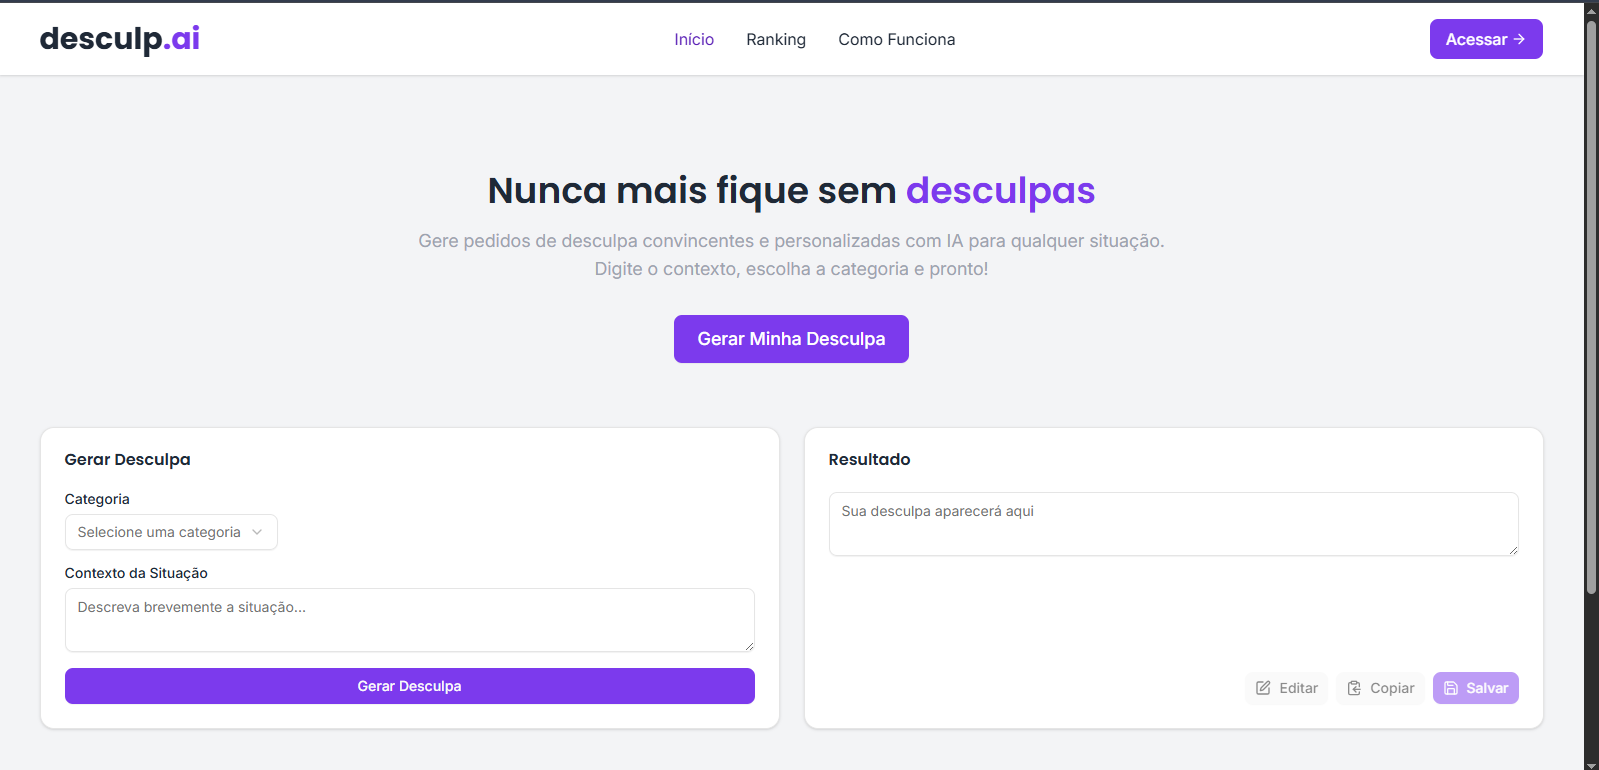 desculp.ai
Início
Ranking
Como Funciona
Acessar →
Nunca mais fique sem desculpas
Gere pedidos de desculpa convincentes e personalizadas com IA para qualquer situação.
Digite o contexto, escolha a categoria e pronto!
Gerar Minha Desculpa
Gerar Desculpa
Categoria
Selecione uma categoria
Contexto da Situação
Descreva brevemente a situação...
Gerar Desculpa
Resultado
Sua desculpa aparecerá aqui
Editar
Copiar
Salvar